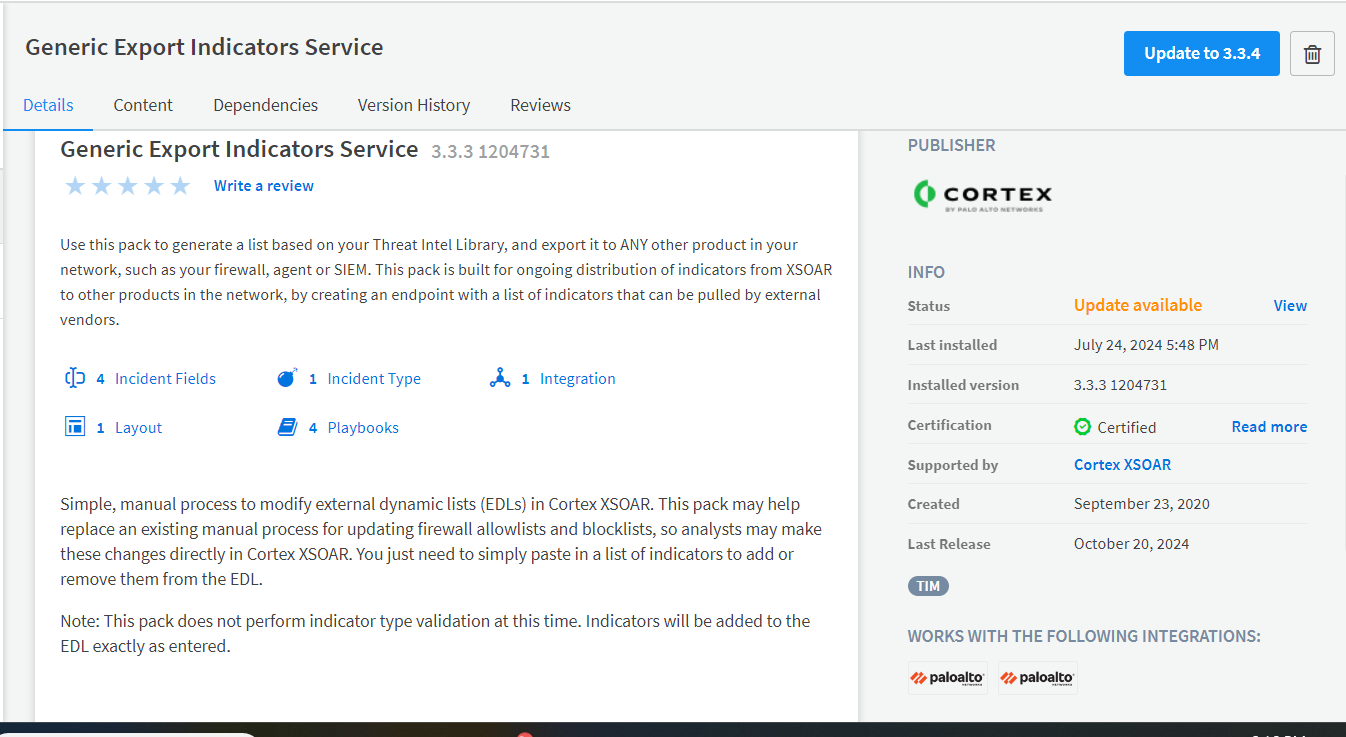 Generic Export Indicators Service
Update to 3.3.4
Details
Content
Dependencies
Version History
Reviews
Generic Export Indicators Service 3.3.3 1204731
Write a review
Use this pack to generate a list based on your Threat Intel Library, and export it to ANY other product in your
network, such as your firewall, agent or SIEM. This pack is built for ongoing distribution of indicators from XSOAR
to other products in the network, by creating an endpoint with a list of indicators that can be pulled by external
vendors.
4 Incident Fields
1 Incident Type
1 Integration
1 Layout
4 Playbooks
Simple, manual process to modify external dynamic lists (EDLs) in Cortex XSOAR. This pack may help
replace an existing manual process for updating firewall allowlists and blocklists, so analysts may make
these changes directly in Cortex XSOAR. You just need to simply paste in a list of indicators to add or
remove them from the EDL.
Note: This pack does not perform indicator type validation at this time. Indicators will be added to the
EDL exactly as entered.
PUBLISHER
CORTEX
BY PALO ALTO NETWORKS
INFO
Status Update available View
Last installed July 24, 2024 5:48 PM
Installed version 3.3.3 1204731
Certification Certified Read more
Supported by Cortex XSOAR
Created September 23, 2020
Last Release October 20, 2024
TIM
WORKS WITH THE FOLLOWING INTEGRATIONS:
paloalto
paloalto